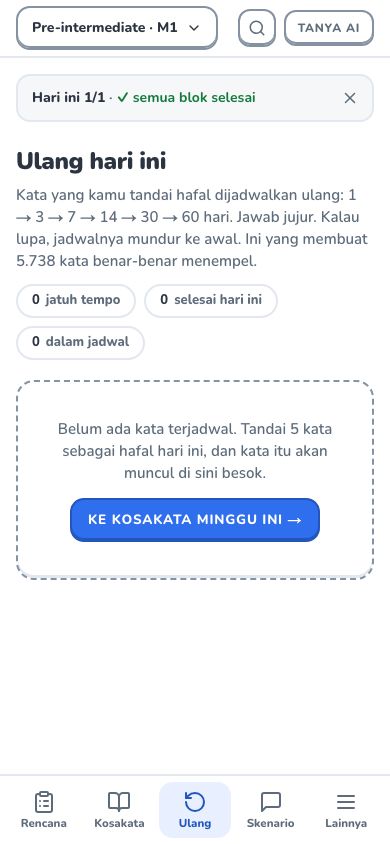 Pre-intermediate · M1
TANYA AI
Hari ini 1/1 · ✓ semua blok selesai
Ulang hari ini
Kata yang kamu tandai hafal dijadwalkan ulang: 1
→ 3 → 7 → 14 → 30 → 60 hari. Jawab jujur. Kalau
lupa, jadwalnya mundur ke awal. Ini yang membuat
5.738 kata benar-benar menempel.
0 jatuh tempo
0 selesai hari ini
0 dalam jadwal
Belum ada kata terjadwal. Tandai 5 kata
sebagai hafal hari ini, dan kata itu akan
muncul di sini besok.
KE KOSAKATA MINGGU INI →
Rencana
Kosakata
Ulang
Skenario
Lainnya